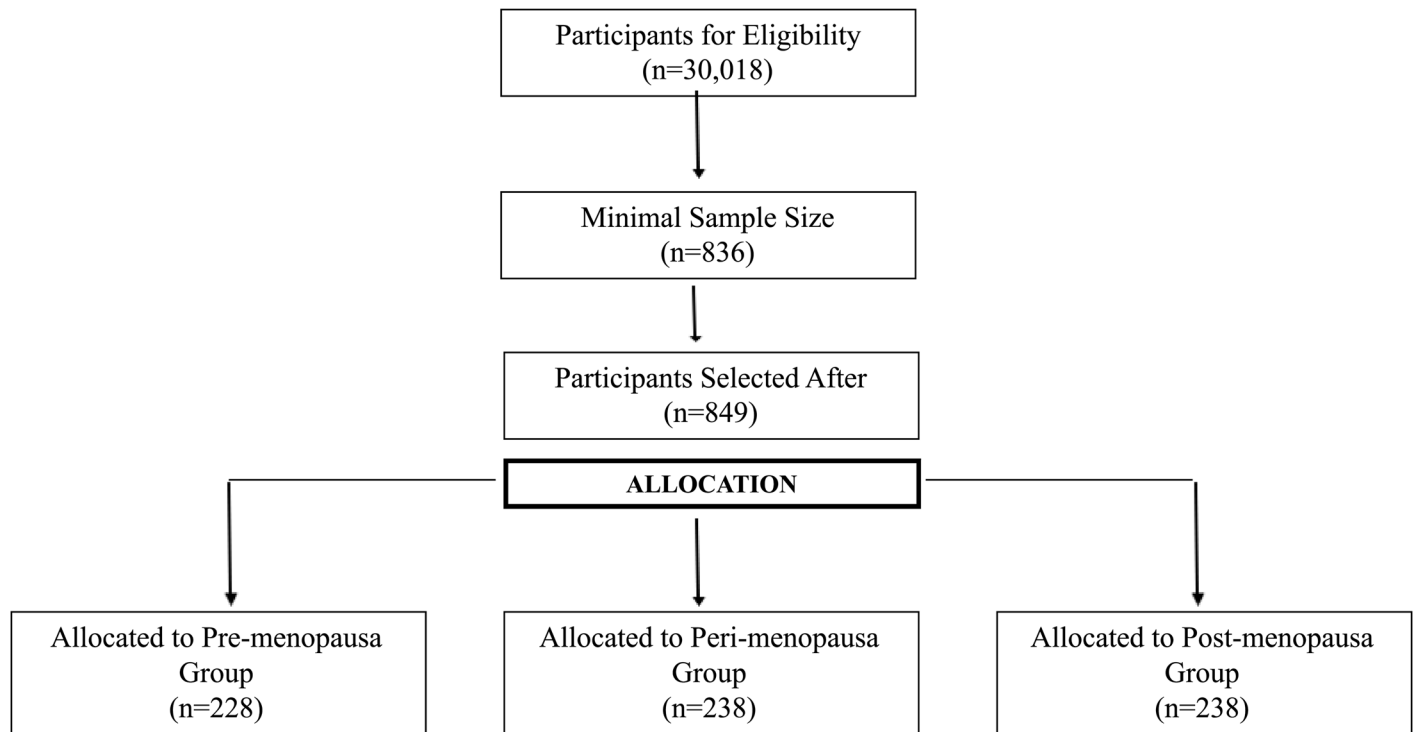 Participants for Eligibility
(n=30,018)
Minimal Sample Size
(n=836)
Participants Selected After
(n=849)
ALLOCATION
Allocated to Pre-menopausa
Group
(n=228)
Allocated to Peri-menopausa
Group
(n=238)
Allocated to Post-menopausa
Group
(n=238)